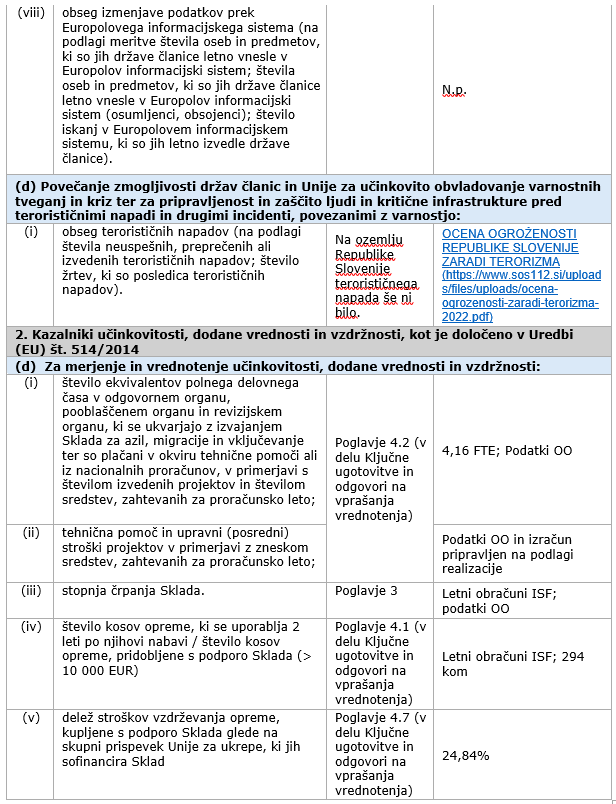 (viii) obseg izmenjave podatkov prek
Europolovega informacijskega sistema (na
podlagi meritve števila oseb in predmetov,
ki so jih države članice letno vnesle v
Europolov informacijski sistem; števila
oseb in predmetov, ki so jih države članice
letno vnesle v Europolov informacijski
sistem (osumljenci, obsojenci); število
iskanj v Europolovem informacijskem
sistemu, ki so jih letno izvedle države
članice).
N.p.
(d) Povečanje zmogljivosti držav članic in Unije za učinkovito obvladovanje varnostnih
tveganj in kriz ter za pripravljenost in zaščito ljudi in kritične infrastrukture pred
terorističnimi napadi in drugimi incidenti, povezanimi z varnostjo:
(i) obseg terorističnih napadov (na podlagi
števila neuspešnih, preprečenih ali
izvedenih terorističnih napadov; število
žrtev, ki so posledica terorističnih
napadov).
Na ozemlju
Republike
Slovenije
terorističnega
napada še ni
bilo.
OCENA OGROŽENOSTI
REPUBLIKE SLOVENIJE
ZARADI TERORIZMA
(https://www.sos112.si/upload
s/files/uploads/ocena-
ogrozenosti-zaradi-terorizma-
2022.pdf)
2. Kazalniki učinkovitosti, dodane vrednosti in vzdržnosti, kot je določeno v Uredbi
(EU) št. 514/2014
(d) Za merjenje in vrednotenje učinkovitosti, dodane vrednosti in vzdržnosti:
(i) število ekvivalentov polnega delovnega
časa v odgovornem organu,
pooblaščenem organu in revizijskem
organu, ki se ukvarjajo z izvajanjem
Sklada za azil, migracije in vključevanje
ter so plačani v okviru tehnične pomoči ali
iz nacionalnih proračunov, v primerjavi s
številom izvedenih projektov in številom
sredstev, zahtevanih za proračunsko leto;
Poglavje 4.2 (v
delu Ključne
ugotovitve in
odgovori na
vprašanja
vrednotenja)
4,16 FTE; Podatki OO
(ii) tehnična pomoč in upravni (posredni)
stroški projektov v primerjavi z zneskom
sredstev, zahtevanih za proračunsko leto;
Podatki OO in izračun
pripravljen na podlagi
realizacije
(iii) stopnja črpanja Sklada.
Poglavje 3
Letni obračuni ISF;
podatki OO
(iv) število kosov opreme, ki se uporablja 2
leti po njihovi nabavi / število kosov
opreme, pridobljene s podporo Sklada (>
10 000 EUR)
Poglavje 4.1 (v
delu Ključne
ugotovitve in
odgovori na
vprašanja
vrednotenja)
Letni obračuni ISF; 294
kom
(v) delež stroškov vzdrževanja opreme,
kupljene s podporo Sklada glede na
skupni prispevek Unije za ukrepe, ki jih
sofinancira Sklad
Poglavje 4.7 (v
delu Ključne
ugotovitve in
odgovori na
vprašanja
vrednotenja)
24,84%